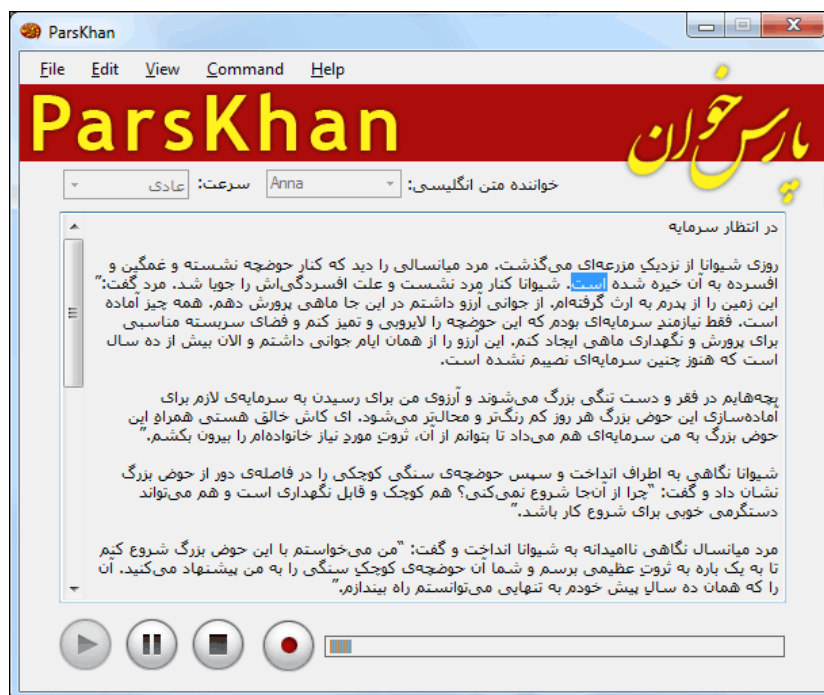 ParsKhan
File Edit View Command Help
ParsKhan
پارس خوان
خواننده متن انگلیسی: Anna سرعت: عادی
در انتظار سرمایه
روزی شیوانا از نزدیکِ مزرعه‌ای می‌گذشت. مرد میانسالی را دید که کنار حوضچه نشسته و غمگین و
افسرده به آن خیره شده است. شیوانا کنار مرد نشست و علت افسردگی‌اش را جویا شد. مرد گفت:”
این زمین را از پدرم به ارث گرفته‌ام. از جوانی آرزو داشتم در این جا ماهی پرورش دهم. همه چیز آماده
است. فقط نیازمندِ سرمایه‌ای بودم که این حوضچه را لایروبی و تمیز کنم و فضای سربسته مناسبی
برای پرورش و نگهداری ماهی ایجاد کنم. این آرزو را از همان ایام جوانی داشتم و الان بیش از ده سال
است که هنوز چنین سرمایه‌ای نصیبم نشده است.
بچه‌هایم در فقر و دست تنگی بزرگ می‌شوند و آرزوی من برای رسیدن به سرمایه‌ی لازم برای
آماده‌سازی این حوض بزرگ هر روز کم رنگ‌تر و محال‌تر می‌شود. ای کاش خالق هستی همراهِ این
حوض بزرگ به من سرمایه‌ای هم می‌داد تا بتوانم از آن، ثروتِ موردِ نیاز خانواده‌ام را بیرون بکشم.”
شیوانا نگاهی به اطراف انداخت و سپس حوضچه‌ی سنگی کوچکی را در فاصله‌ی دور از حوض بزرگ
نشان داد و گفت: “چرا از آن‌جا شروع نمی‌کنی؟ هم کوچک و قابل نگهداری است و هم می‌تواند
دستگرمی خوبی برای شروع کار باشد.”
مرد میانسال نگاهی ناامیدانه به شیوانا انداخت و گفت: “من می‌خواستم با این حوض بزرگ شروع کنم
تا به یک باره به ثروتِ عظیمی برسم و شما آن حوضچه‌ی کوچکِ سنگی را به من پیشنهاد می‌کنید. آن
را که همان ده سالِ پیش خودم به تنهایی می‌توانستم راه بیندازم.”